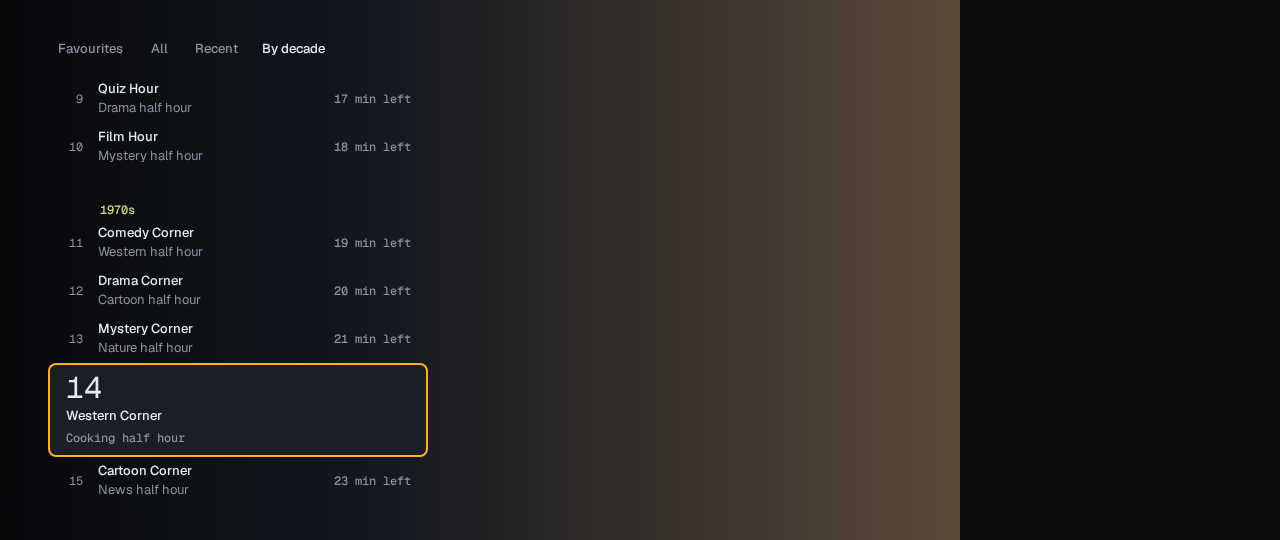 Favourites All Recent By decade
9 Quiz Hour 17 min left
Drama half hour
10 Film Hour 18 min left
Mystery half hour
1970s
11 Comedy Corner 19 min left
Western half hour
12 Drama Corner 20 min left
Cartoon half hour
13 Mystery Corner 21 min left
Nature half hour
14
Western Corner
Cooking half hour
15 Cartoon Corner 23 min left
News half hour